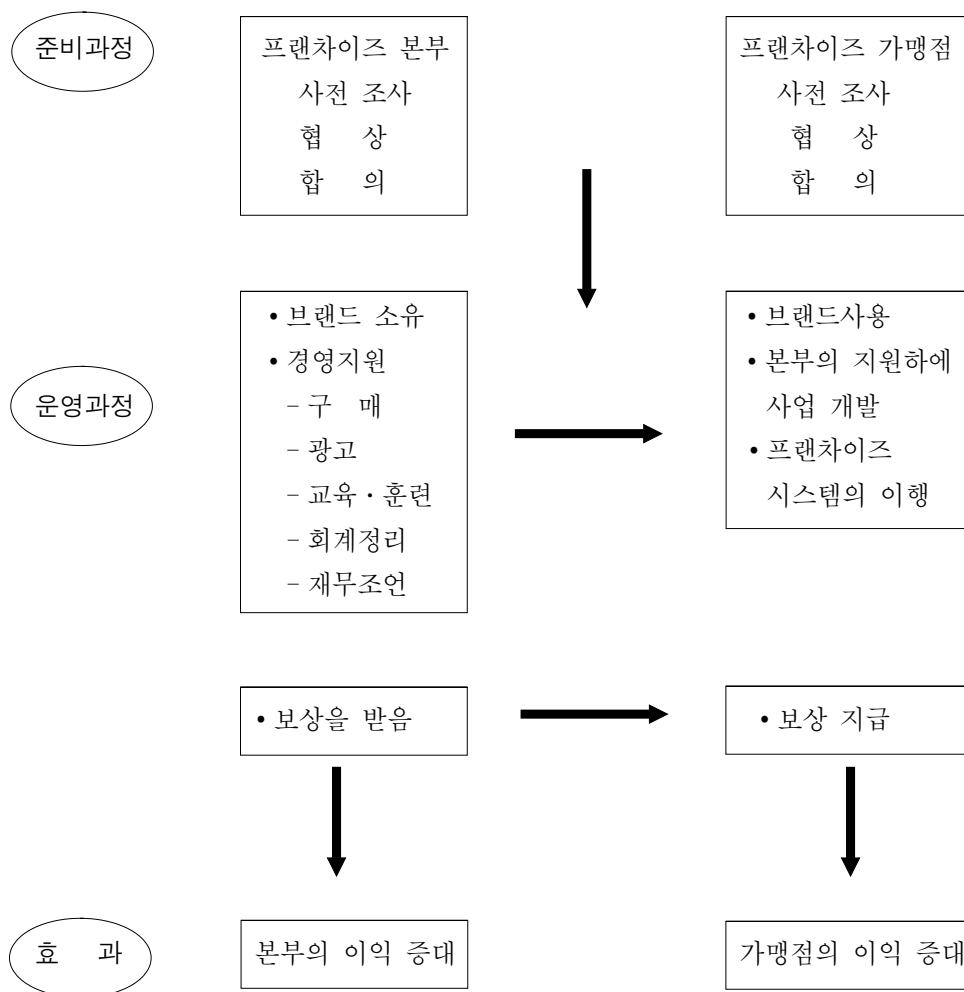 준비과정
프랜차이즈 본부
사전 조사
협 상
합 의
프랜차이즈 가맹점
사전 조사
협 상
합 의
운영과정
• 브랜드 소유
• 경영지원
- 구 매
- 광고
- 교육 · 훈련
- 회계정리
- 재무조언
• 브랜드사용
• 본부의 지원하에
사업 개발
• 프랜차이즈
시스템의 이행
• 보상을 받음
• 보상 지급
효 과
본부의 이익 증대
가맹점의 이익 증대